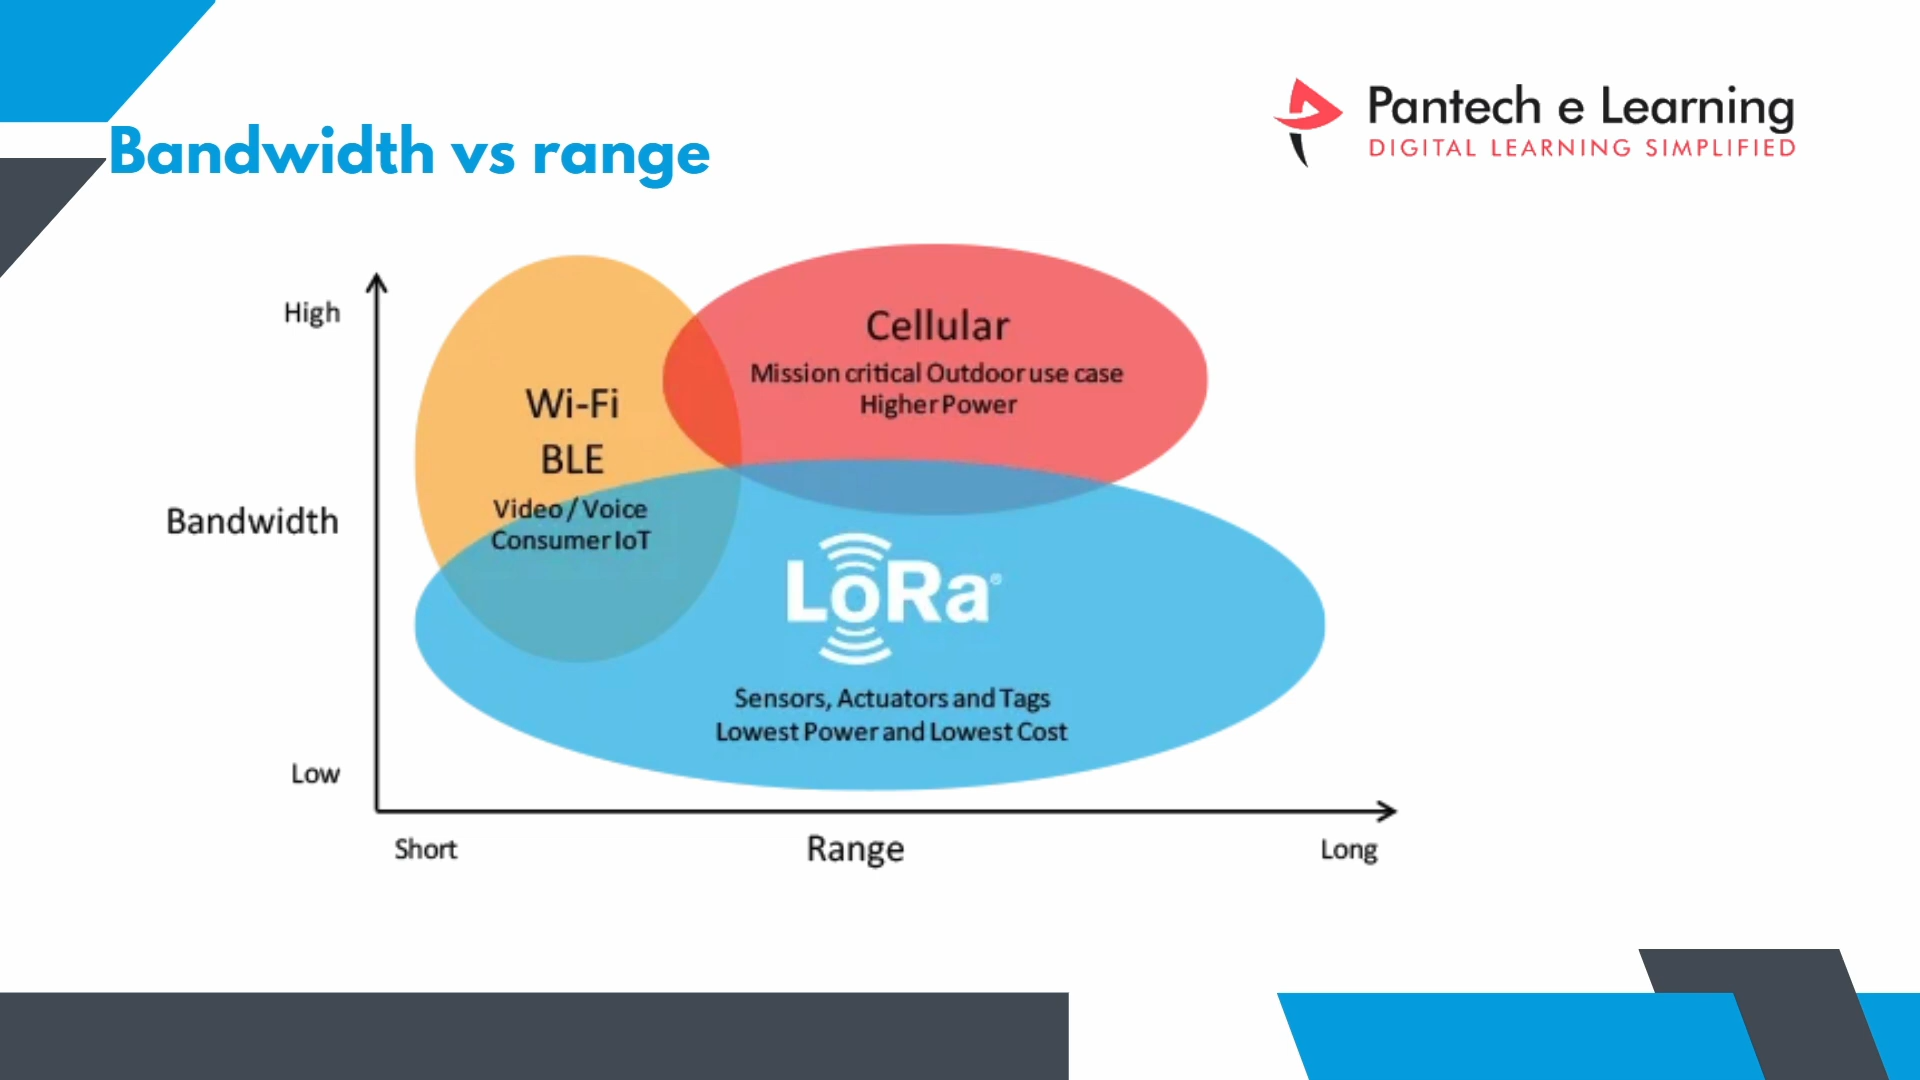 Pantech e Learning
DIGITAL LEARNING SIMPLIFIED
Bandwidth vs range
High
Bandwidth
Low
Wi-Fi
BLE
Video / Voice
Consumer IoT
Cellular
Mission critical Outdoor use case
Higher Power
LoRa®
Sensors, Actuators and Tags
Lowest Power and Lowest Cost
Short
Range
Long